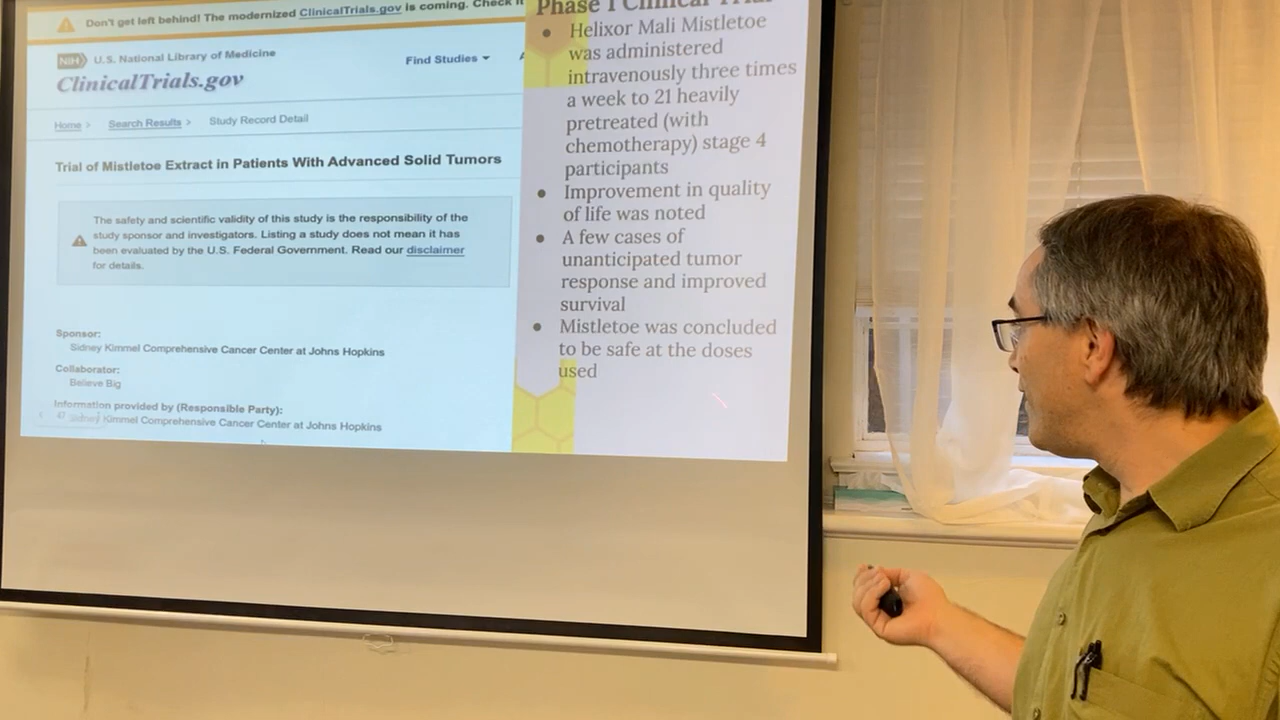 Don't get left behind! The modernized ClinicalTrials.gov is coming. Check it
NIH U.S. National Library of Medicine
ClinicalTrials.gov
Find Studies
Home > Search Results > Study Record Detail
Trial of Mistletoe Extract in Patients With Advanced Solid Tumors
The safety and scientific validity of this study is the responsibility of the
study sponsor and investigators. Listing a study does not mean it has
been evaluated by the U.S. Federal Government. Read our disclaimer
for details.
Sponsor:
Sidney Kimmel Comprehensive Cancer Center at Johns Hopkins
Collaborator:
Believe Big
Information provided by (Responsible Party):
Sidney Kimmel Comprehensive Cancer Center at Johns Hopkins
47
Phase 1 Clinical Trial
• Helixor Mali Mistletoe
was administered
intravenously three times
a week to 21 heavily
pretreated (with
chemotherapy) stage 4
participants
• Improvement in quality
of life was noted
• A few cases of
unanticipated tumor
response and improved
survival
• Mistletoe was concluded
to be safe at the doses
used